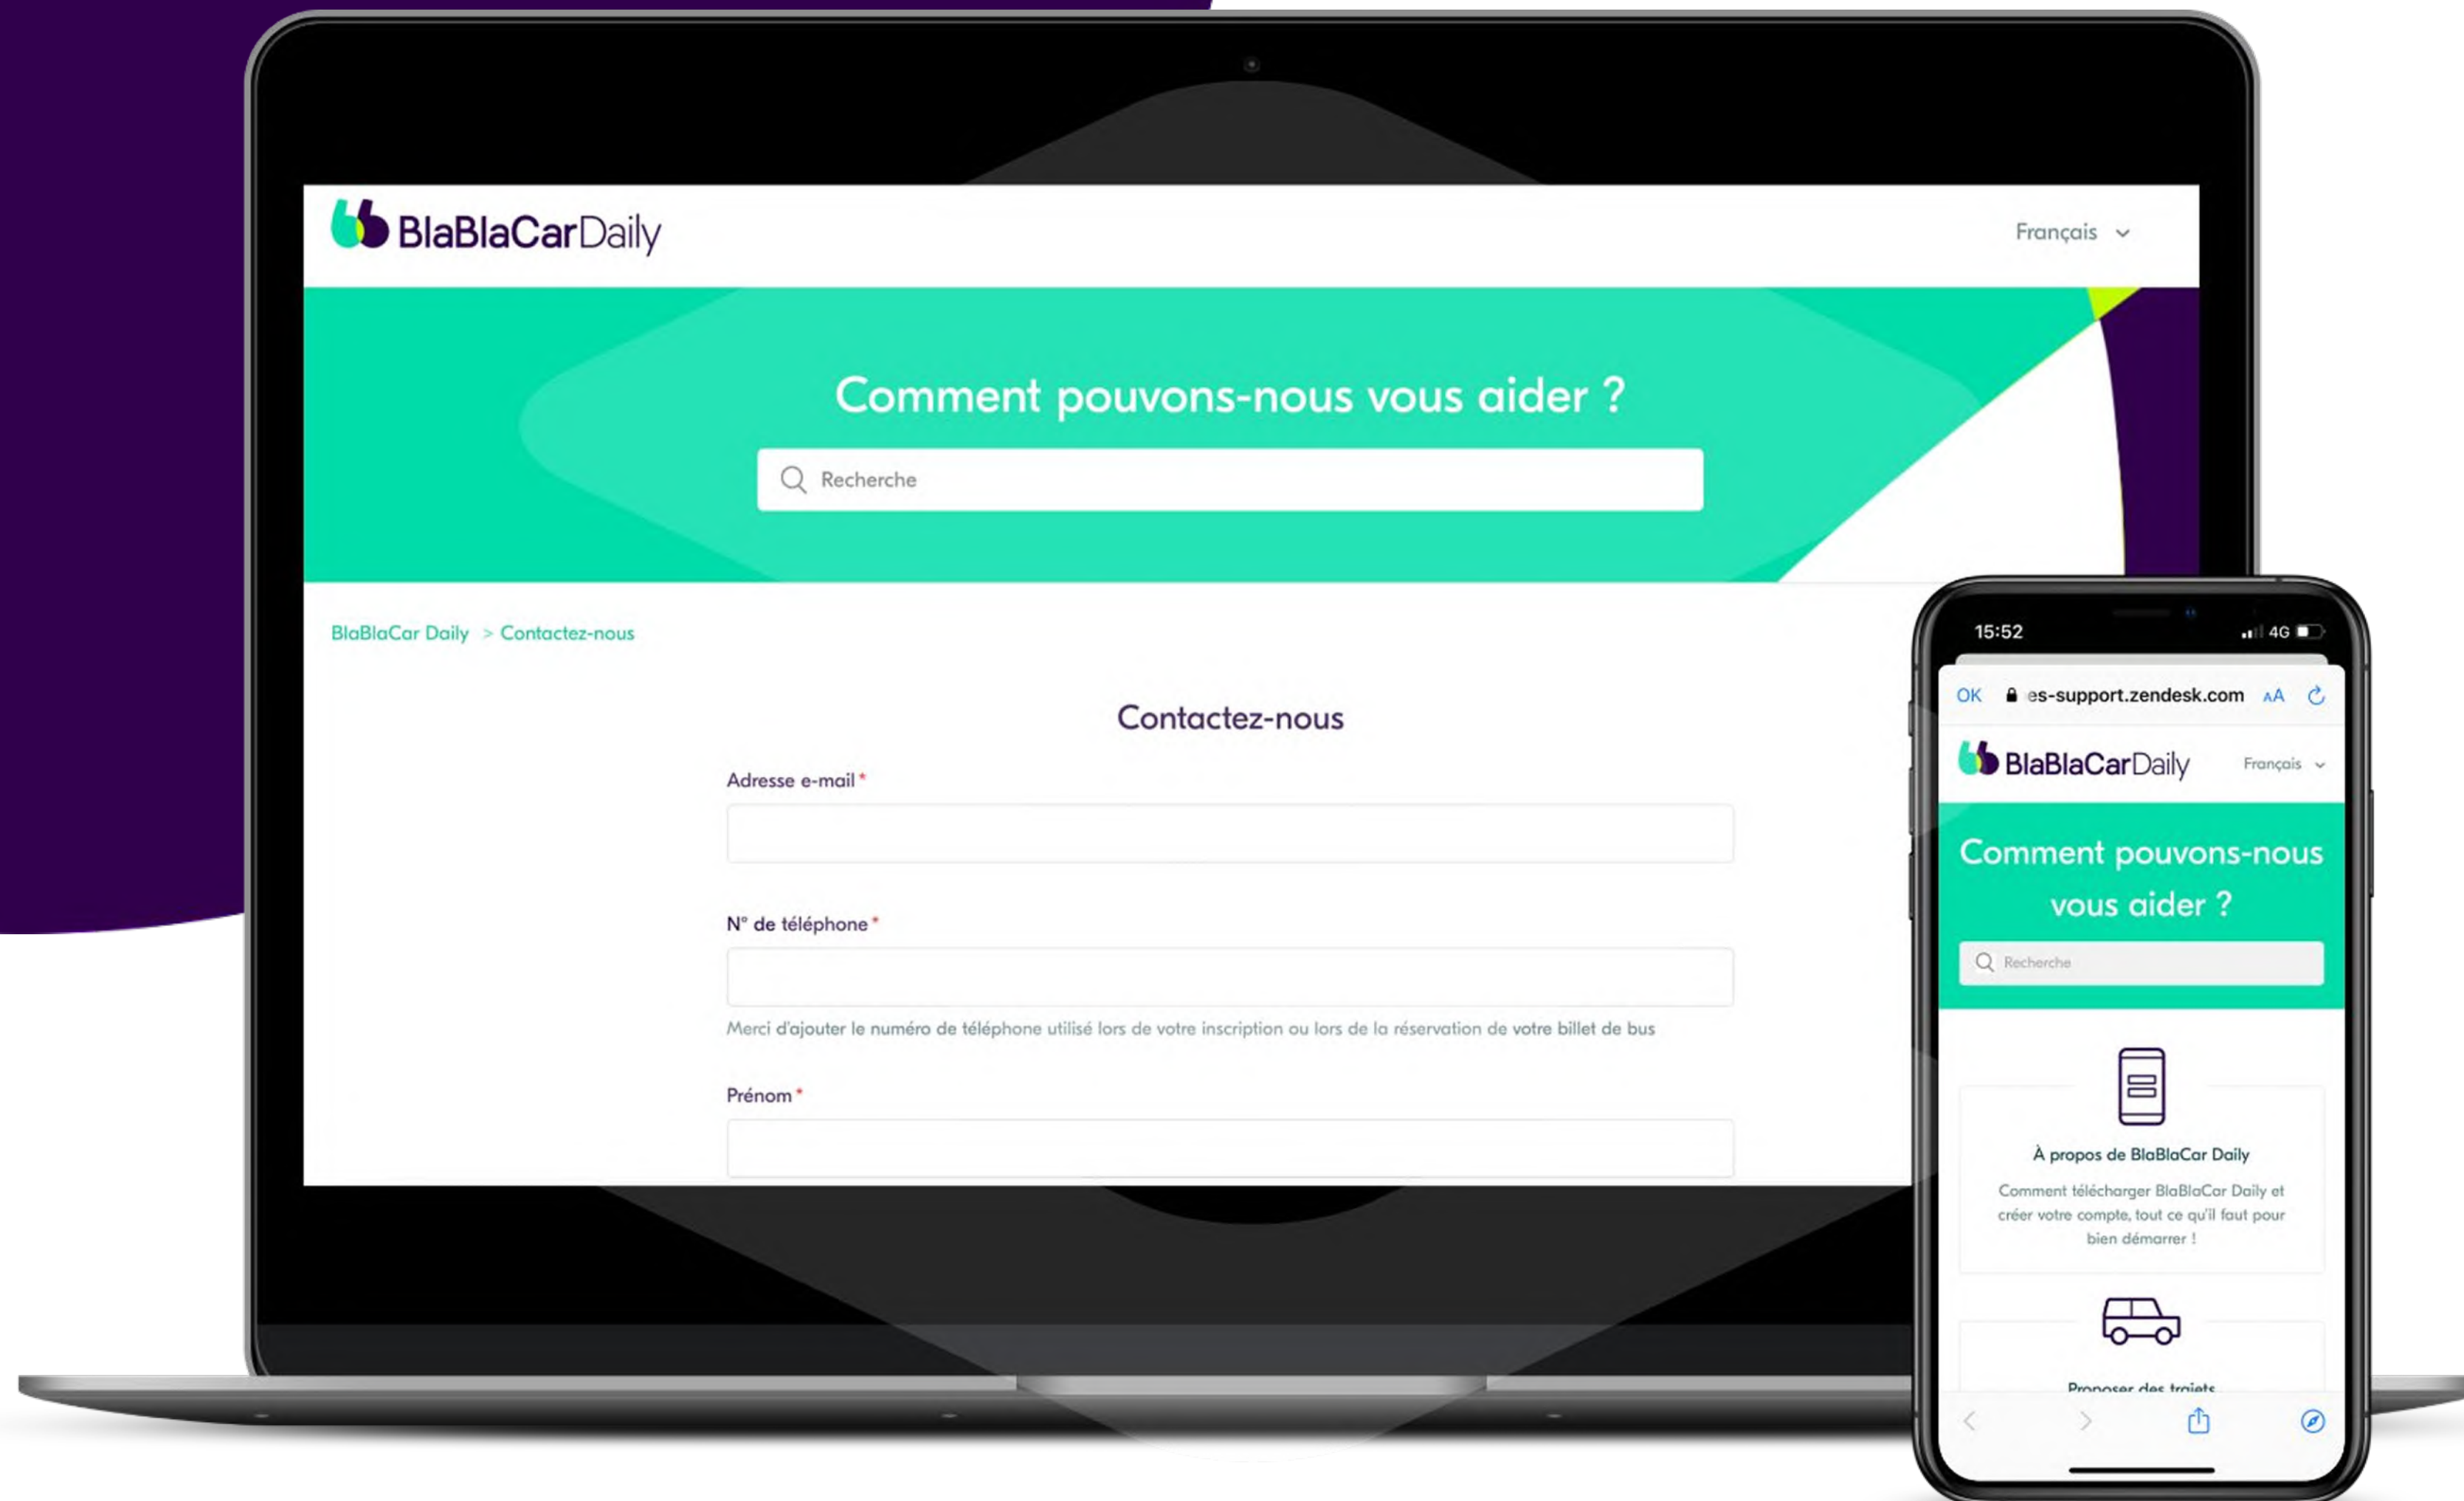 BlaBlaCarDaily
Français
Comment pouvons-nous vous aider ?
Recherche
BlaBlaCar Daily > Contactez-nous
Contactez-nous
Adresse e-mail *
N° de téléphone *
Merci d'ajouter le numéro de téléphone utilisé lors de votre inscription ou lors de la réservation de votre billet de bus
Prénom *
15:52
4G
OK es-support.zendesk.com AA
BlaBlaCarDaily
Français
Comment pouvons-nous
vous aider ?
Recherche
À propos de BlaBlaCar Daily
Comment télécharger BlaBlaCar Daily et
créer votre compte, tout ce qu'il faut pour
bien démarrer !
Proposer des trajets